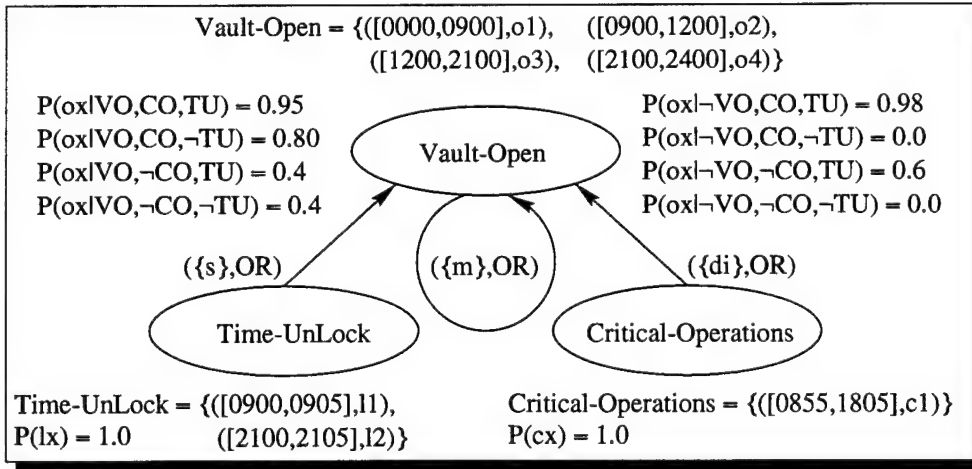 Vault-Open = {([0000,0900],o1), ([0900,1200],o2),
([1200,2100],o3), ([2100,2400],o4)}
P(ox|VO,CO,TU) = 0.95
P(ox|VO,CO,¬TU) = 0.80
P(ox|VO,¬CO,TU) = 0.4
P(ox|VO,¬CO,¬TU) = 0.4
P(ox|¬VO,CO,TU) = 0.98
P(ox|¬VO,CO,¬TU) = 0.0
P(ox|¬VO,¬CO,TU) = 0.6
P(ox|¬VO,¬CO,¬TU) = 0.0
Vault-Open
({s},OR)
({m},OR)
({di},OR)
Time-UnLock
Critical-Operations
Time-UnLock = {([0900,0905],l1),
P(lx) = 1.0 ([2100,2105],l2)}
Critical-Operations = {([0855,1805],c1)}
P(cx) = 1.0